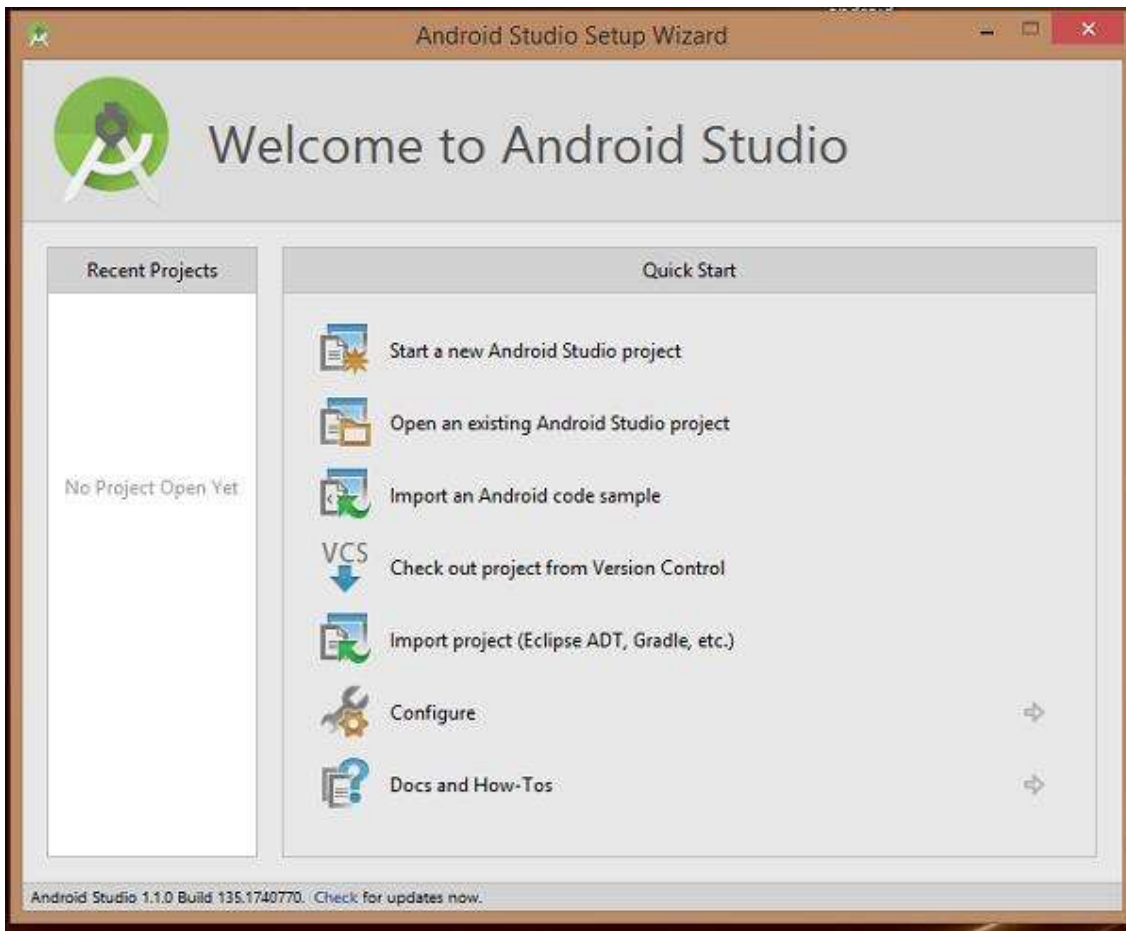 Android Studio Setup Wizard
Welcome to Android Studio
Recent Projects
No Project Open Yet
Quick Start
Start a new Android Studio project
Open an existing Android Studio project
Import an Android code sample
VCS
Check out project from Version Control
Import project (Eclipse ADT, Gradle, etc.)
Configure
Docs and How-Tos
Android Studio 1.1.0 Build 135.1740770. Check for updates now.